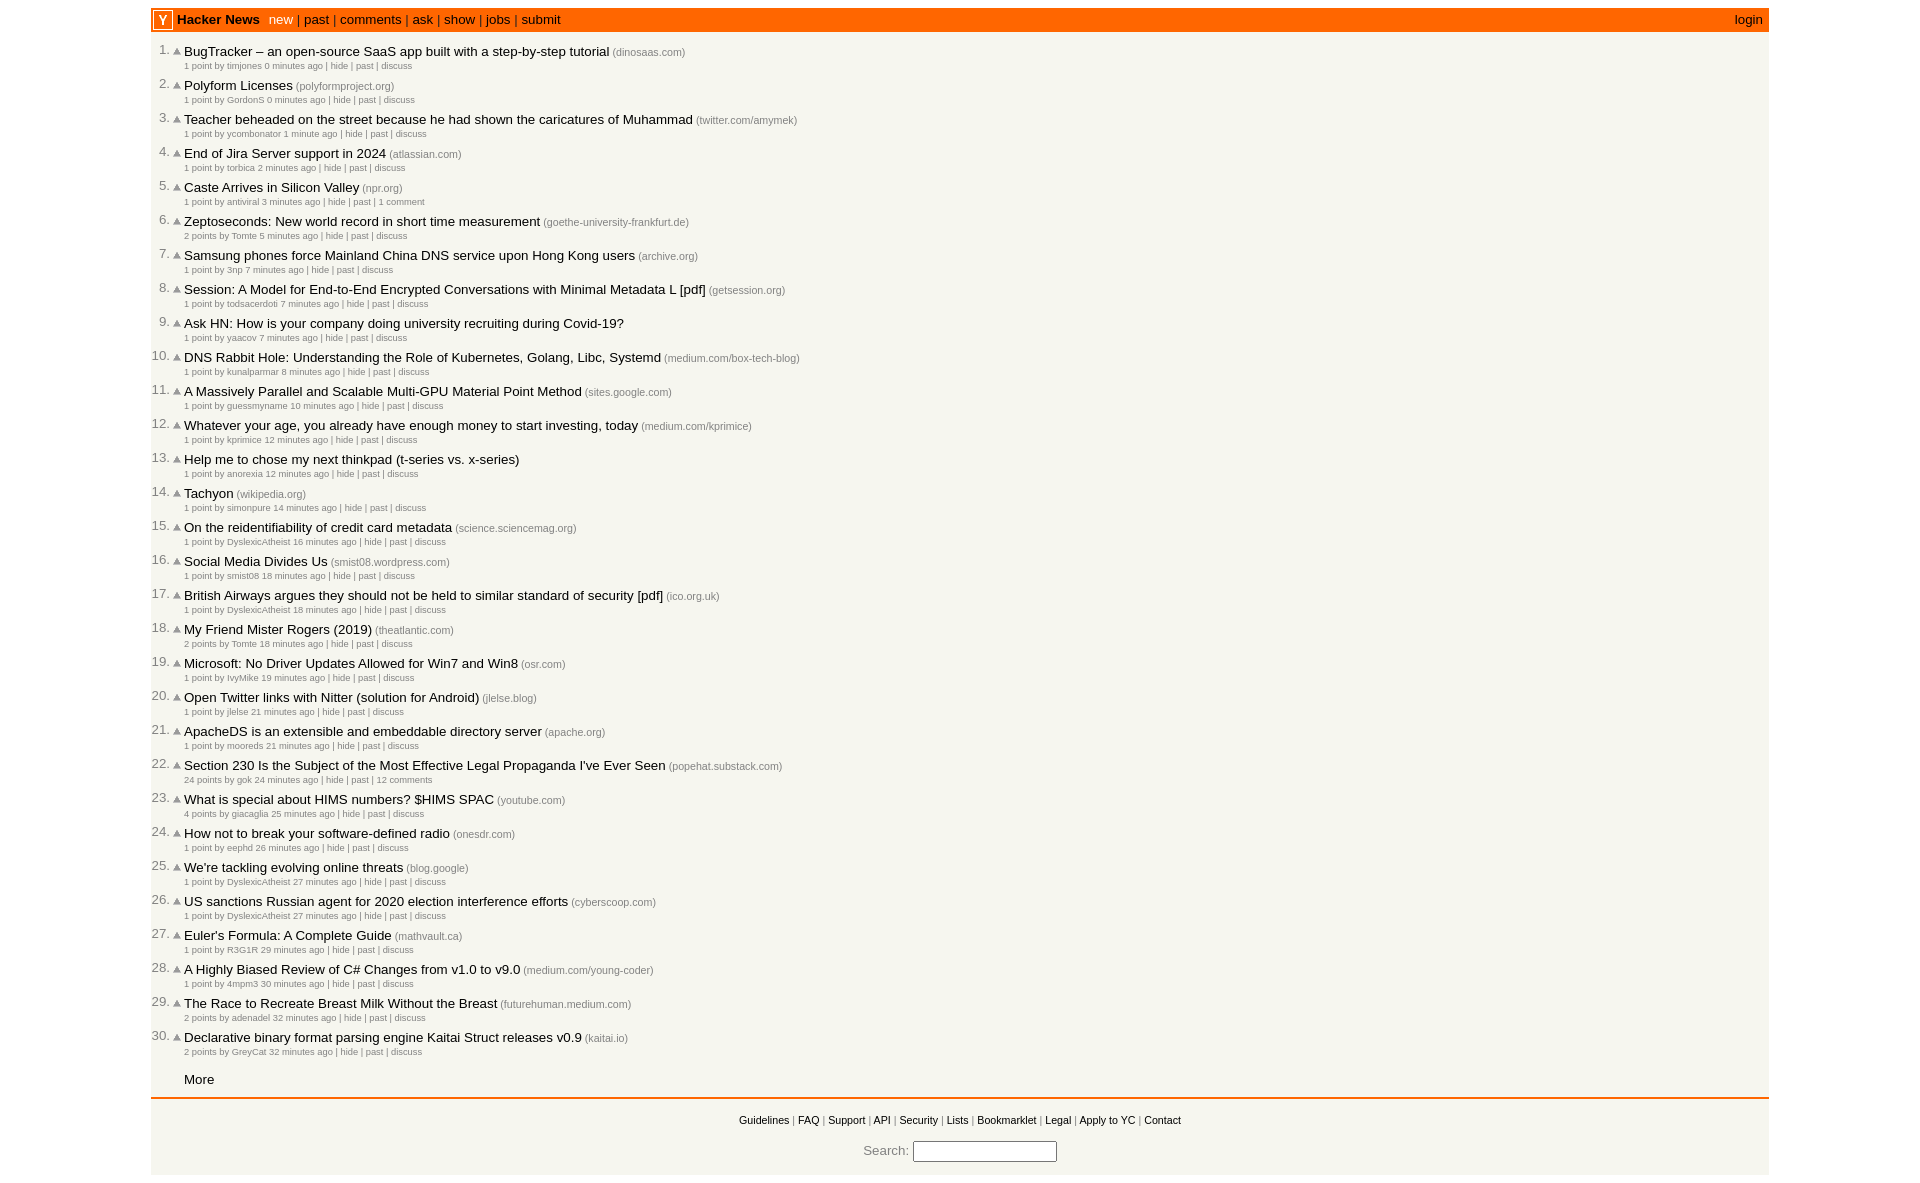 Y Hacker News new | past | comments | ask | show | jobs | submit login
1. BugTracker – an open-source SaaS app built with a step-by-step tutorial (dinosaas.com)
1 point by timjones 0 minutes ago | hide | past | discuss
2. Polyform Licenses (polyformproject.org)
1 point by GordonS 0 minutes ago | hide | past | discuss
3. Teacher beheaded on the street because he had shown the caricatures of Muhammad (twitter.com/amymek)
1 point by ycombonator 1 minute ago | hide | past | discuss
4. End of Jira Server support in 2024 (atlassian.com)
1 point by torbica 2 minutes ago | hide | past | discuss
5. Caste Arrives in Silicon Valley (npr.org)
1 point by antiviral 3 minutes ago | hide | past | 1 comment
6. Zeptoseconds: New world record in short time measurement (goethe-university-frankfurt.de)
2 points by Tomte 5 minutes ago | hide | past | discuss
7. Samsung phones force Mainland China DNS service upon Hong Kong users (archive.org)
1 point by 3np 7 minutes ago | hide | past | discuss
8. Session: A Model for End-to-End Encrypted Conversations with Minimal Metadata L [pdf] (getsession.org)
1 point by todsacerdoti 7 minutes ago | hide | past | discuss
9. Ask HN: How is your company doing university recruiting during Covid-19?
1 point by yaacov 7 minutes ago | hide | past | discuss
10. DNS Rabbit Hole: Understanding the Role of Kubernetes, Golang, Libc, Systemd (medium.com/box-tech-blog)
1 point by kunalparmar 8 minutes ago | hide | past | discuss
11. A Massively Parallel and Scalable Multi-GPU Material Point Method (sites.google.com)
1 point by guessmyname 10 minutes ago | hide | past | discuss
12. Whatever your age, you already have enough money to start investing, today (medium.com/kprimice)
1 point by kprimice 12 minutes ago | hide | past | discuss
13. Help me to chose my next thinkpad (t-series vs. x-series)
1 point by anorexia 12 minutes ago | hide | past | discuss
14. Tachyon (wikipedia.org)
1 point by simonpure 14 minutes ago | hide | past | discuss
15. On the reidentifiability of credit card metadata (science.sciencemag.org)
1 point by DyslexicAtheist 16 minutes ago | hide | past | discuss
16. Social Media Divides Us (smist08.wordpress.com)
1 point by smist08 18 minutes ago | hide | past | discuss
17. British Airways argues they should not be held to similar standard of security [pdf] (ico.org.uk)
1 point by DyslexicAtheist 18 minutes ago | hide | past | discuss
18. My Friend Mister Rogers (2019) (theatlantic.com)
2 points by Tomte 18 minutes ago | hide | past | discuss
19. Microsoft: No Driver Updates Allowed for Win7 and Win8 (osr.com)
1 point by IvyMike 19 minutes ago | hide | past | discuss
20. Open Twitter links with Nitter (solution for Android) (jlelse.blog)
1 point by jlelse 21 minutes ago | hide | past | discuss
21. ApacheDS is an extensible and embeddable directory server (apache.org)
1 point by mooreds 21 minutes ago | hide | past | discuss
22. Section 230 Is the Subject of the Most Effective Legal Propaganda I've Ever Seen (popehat.substack.com)
24 points by gok 24 minutes ago | hide | past | 12 comments
23. What is special about HIMS numbers? $HIMS SPAC (youtube.com)
4 points by giacaglia 25 minutes ago | hide | past | discuss
24. How not to break your software-defined radio (onesdr.com)
1 point by eephd 26 minutes ago | hide | past | discuss
25. We're tackling evolving online threats (blog.google)
1 point by DyslexicAtheist 27 minutes ago | hide | past | discuss
26. US sanctions Russian agent for 2020 election interference efforts (cyberscoop.com)
1 point by DyslexicAtheist 27 minutes ago | hide | past | discuss
27. Euler's Formula: A Complete Guide (mathvault.ca)
1 point by R3G1R 29 minutes ago | hide | past | discuss
28. A Highly Biased Review of C# Changes from v1.0 to v9.0 (medium.com/young-coder)
1 point by 4mpm3 30 minutes ago | hide | past | discuss
29. The Race to Recreate Breast Milk Without the Breast (futurehuman.medium.com)
2 points by adenadel 32 minutes ago | hide | past | discuss
30. Declarative binary format parsing engine Kaitai Struct releases v0.9 (kaitai.io)
2 points by GreyCat 32 minutes ago | hide | past | discuss
More
Guidelines | FAQ | Support | API | Security | Lists | Bookmarklet | Legal | Apply to YC | Contact
Search: